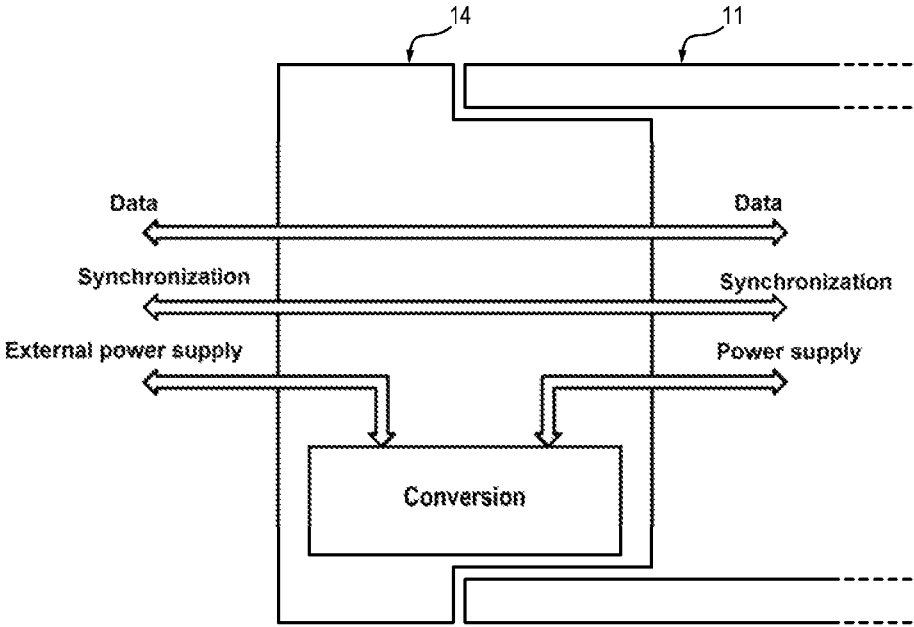 14
11
Data
Data
Synchronization
Synchronization
External power supply
Power supply
Conversion